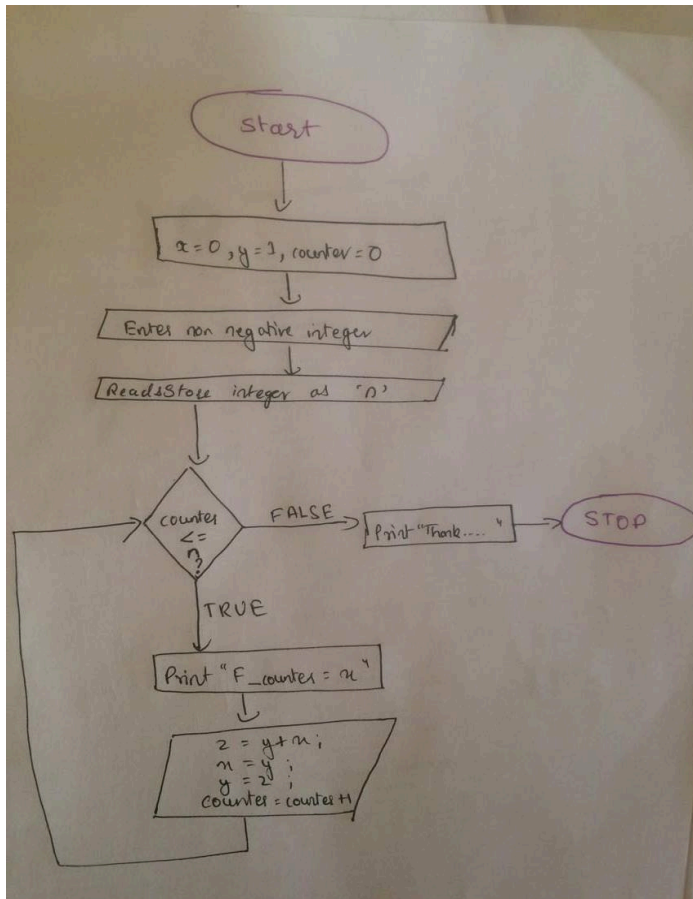 Start
x=0, y=1, counter=0
Enter non negative integer
Read&Store integer as 'n'
counter
<=
n?
FALSE
Print "Thank....."
STOP
TRUE
Print "F_counter = x"
z = y+x;
x = y;
y = z;
counter = counter+1